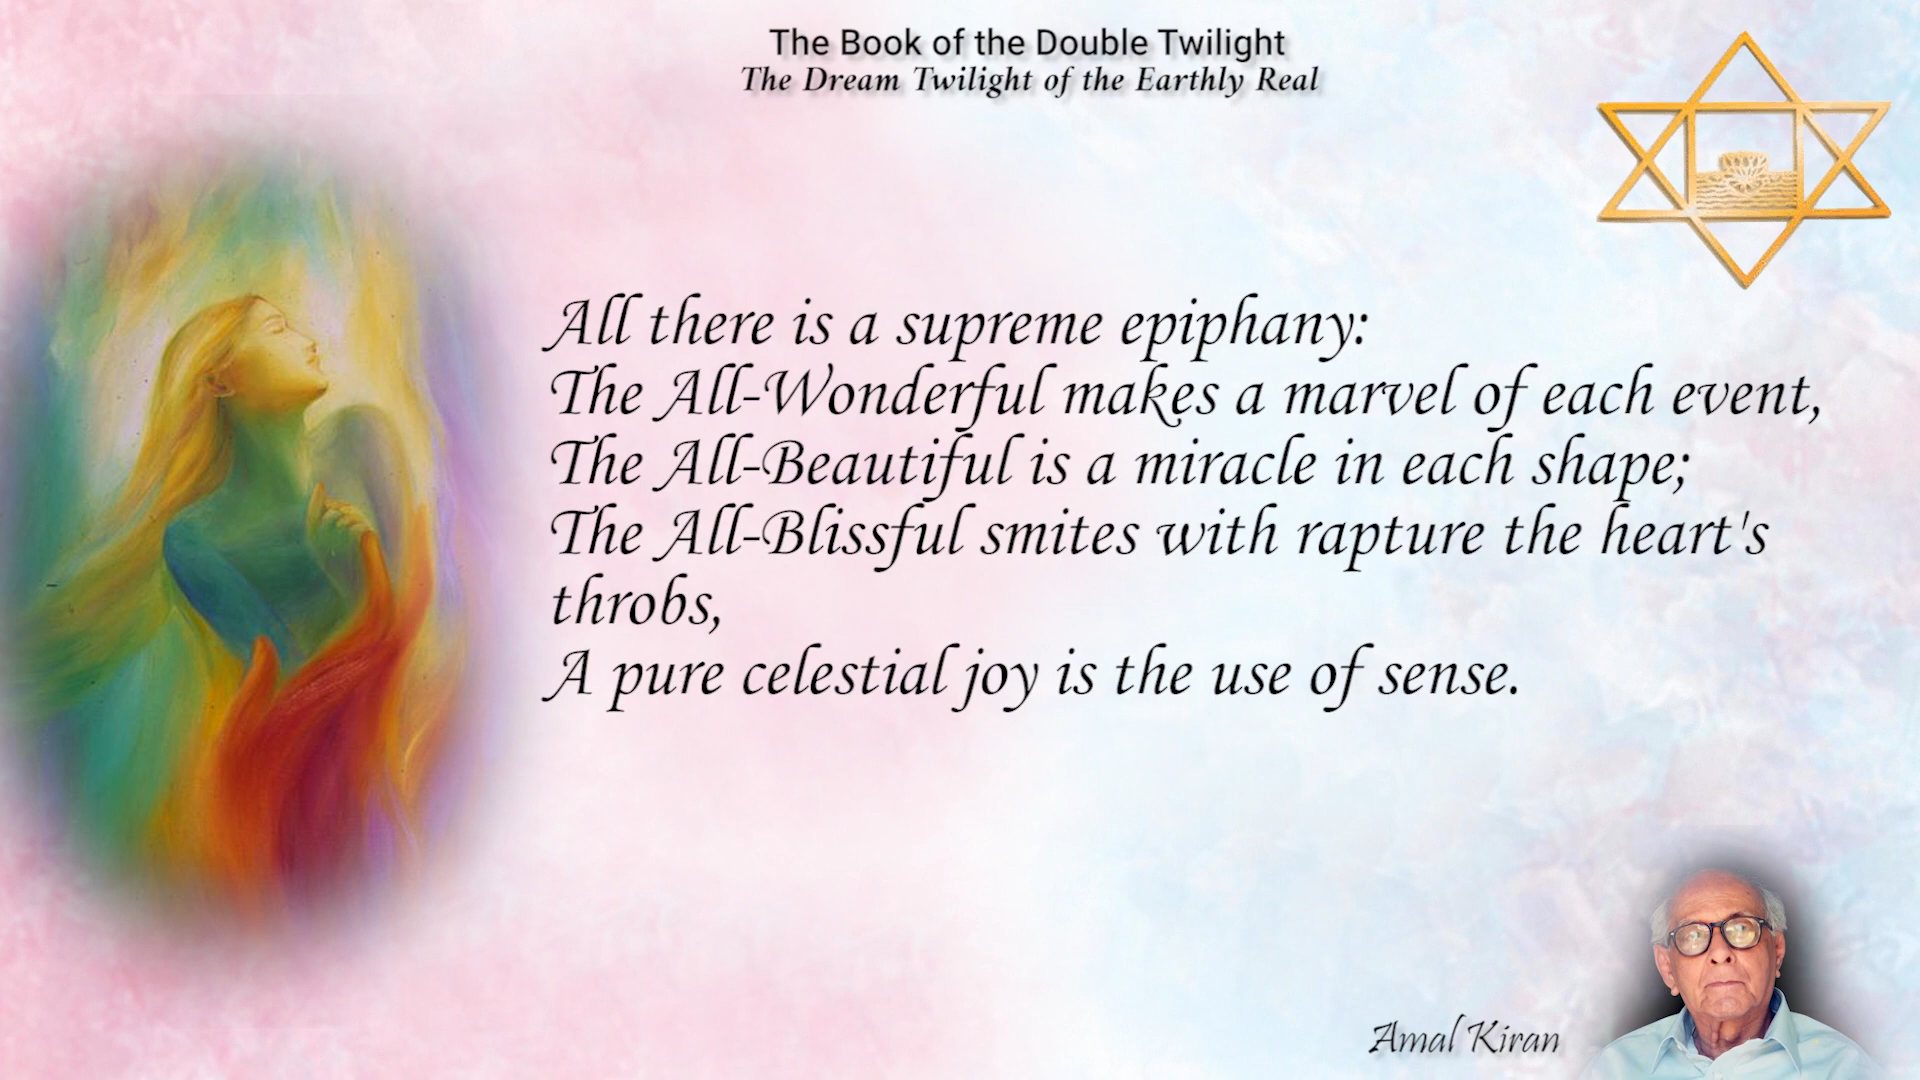 The Book of the Double Twilight
The Dream Twilight of the Earthly Real
All there is a supreme epiphany:
The All-Wonderful makes a marvel of each event,
The All-Beautiful is a miracle in each shape;
The All-Blissful smites with rapture the heart's
throbs,
A pure celestial joy is the use of sense.
Amal Kiran